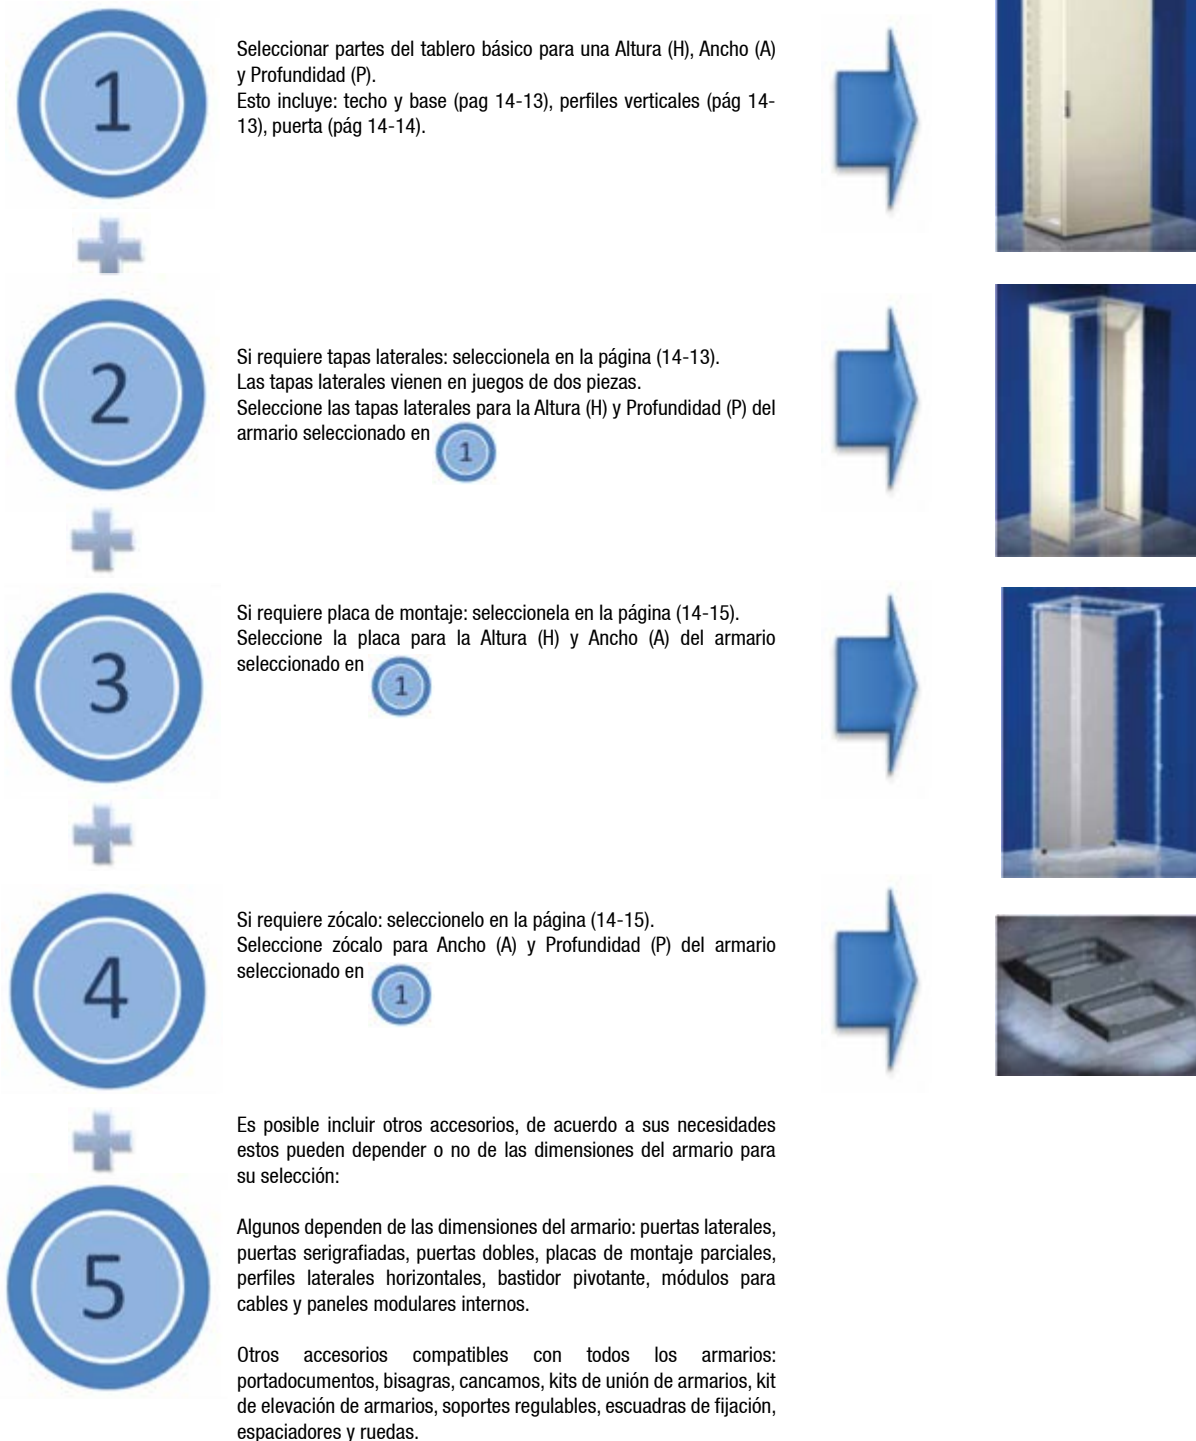 1
Seleccionar partes del tablero básico para una Altura (H), Ancho (A)
y Profundidad (P).
Esto incluye: techo y base (pag 14-13), perfiles verticales (pág 14-
13), puerta (pág 14-14).
2
Si requiere tapas laterales: seleccionela en la página (14-13).
Las tapas laterales vienen en juegos de dos piezas.
Seleccione las tapas laterales para la Altura (H) y Profundidad (P) del
armario seleccionado en 1
3
Si requiere placa de montaje: seleccionela en la página (14-15).
Seleccione la placa para la Altura (H) y Ancho (A) del armario
seleccionado en 1
4
Si requiere zócalo: seleccionelo en la página (14-15).
Seleccione zócalo para Ancho (A) y Profundidad (P) del armario
seleccionado en 1
5
Es posible incluir otros accesorios, de acuerdo a sus necesidades
estos pueden depender o no de las dimensiones del armario para
su selección:
Algunos dependen de las dimensiones del armario: puertas laterales,
puertas serigrafiadas, puertas dobles, placas de montaje parciales,
perfiles laterales horizontales, bastidor pivotante, módulos para
cables y paneles modulares internos.
Otros accesorios compatibles con todos los armarios:
portadocumentos, bisagras, cancamos, kits de unión de armarios, kit
de elevación de armarios, soportes regulables, escuadras de fijación,
espaciadores y ruedas.